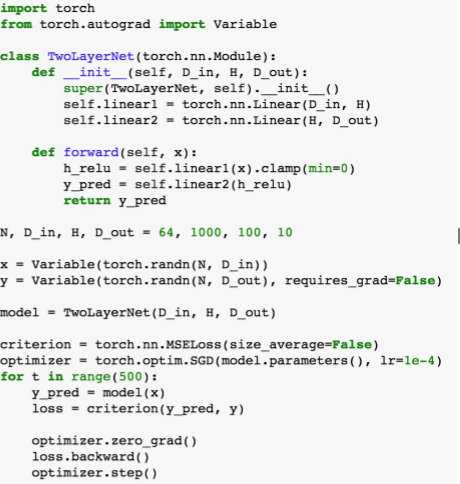 import torch
from torch.autograd import Variable

class TwoLayerNet(torch.nn.Module):
    def __init__(self, D_in, H, D_out):
        super(TwoLayerNet, self).__init__()
        self.linear1 = torch.nn.Linear(D_in, H)
        self.linear2 = torch.nn.Linear(H, D_out)

    def forward(self, x):
        h_relu = self.linear1(x).clamp(min=0)
        y_pred = self.linear2(h_relu)
        return y_pred

N, D_in, H, D_out = 64, 1000, 100, 10

x = Variable(torch.randn(N, D_in))
y = Variable(torch.randn(N, D_out), requires_grad=False)

model = TwoLayerNet(D_in, H, D_out)

criterion = torch.nn.MSELoss(size_average=False)
optimizer = torch.optim.SGD(model.parameters(), lr=1e-4)
for t in range(500):
    y_pred = model(x)
    loss = criterion(y_pred, y)

    optimizer.zero_grad()
    loss.backward()
    optimizer.step()